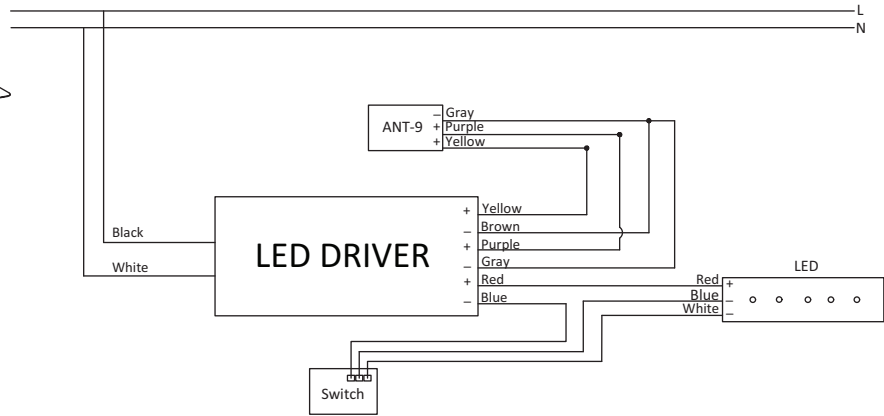 L
N
– Gray
ANT-9 + Purple
+ Yellow
+ Yellow
– Brown
Black
LED DRIVER
+ Purple
White
– Gray
LED
+ Red
Red +
– Blue
Blue –
White –
Switch